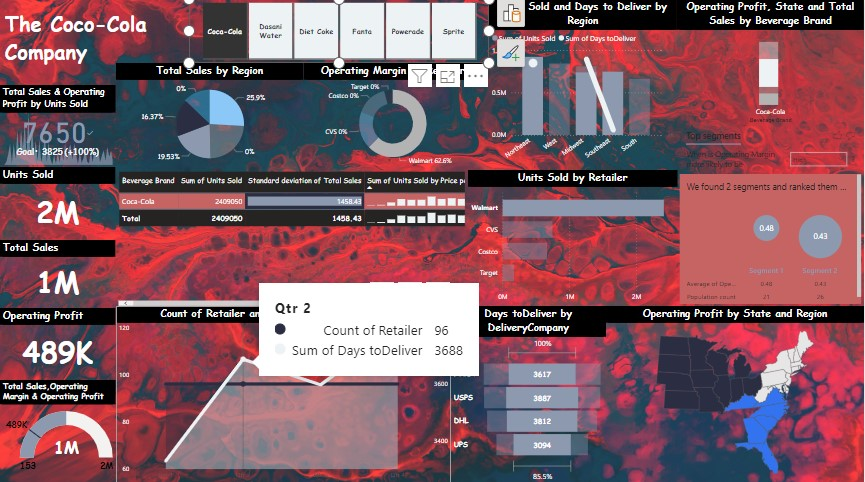 The Coco-Cola
Company
Coca-Cola
Dasani
Water
Diet Coke
Fanta
Powerade
Sprite
Sold and Days to Deliver by
Region
Sum of Units Sold
Sum of Days toDeliver
0.5M
0.0M
Northeast
West
Midwest
Southeast
South
Operating Profit, State and Total
Sales by Beverage Brand
Coca-Cola
Beverage Brand
Total Sales & Operating
Profit by Units Sold
7650
Goal: 3825 (+100%)
Total Sales by Region
0%
25.9%
16.37%
19.53%
0%
Operating Margin
Target 0%
Costco 0%
CVS 0%
Walmart 62.6%
Top segments
Units Sold
2M
Beverage Brand
Sum of Units Sold
Standard deviation of Total Sales
Sum of Units Sold by Price pe
Coca-Cola
2409050
1458.43
Total
2409050
1458.43
Units Sold by Retailer
Walmart
CVS
Costco
Target
0M
1M
2M
We found 2 segments and ranked them ...
0.48
0.43
Segment 1
Segment 2
Average of Ope...
0.48
0.43
Population count
21
26
Total Sales
1M
Operating Profit
489K
Total Sales,Operating
Margin & Operating Profit
489K
1M
153
2M
Count of Retailer an
120
100
80
60
3600
3400
Qtr 2
Count of Retailer 96
Sum of Days toDeliver 3688
Days toDeliver by
DeliveryCompany
100%
3617
USPS
3887
DHL
3812
UPS
3094
85.5%
Operating Profit by State and Region